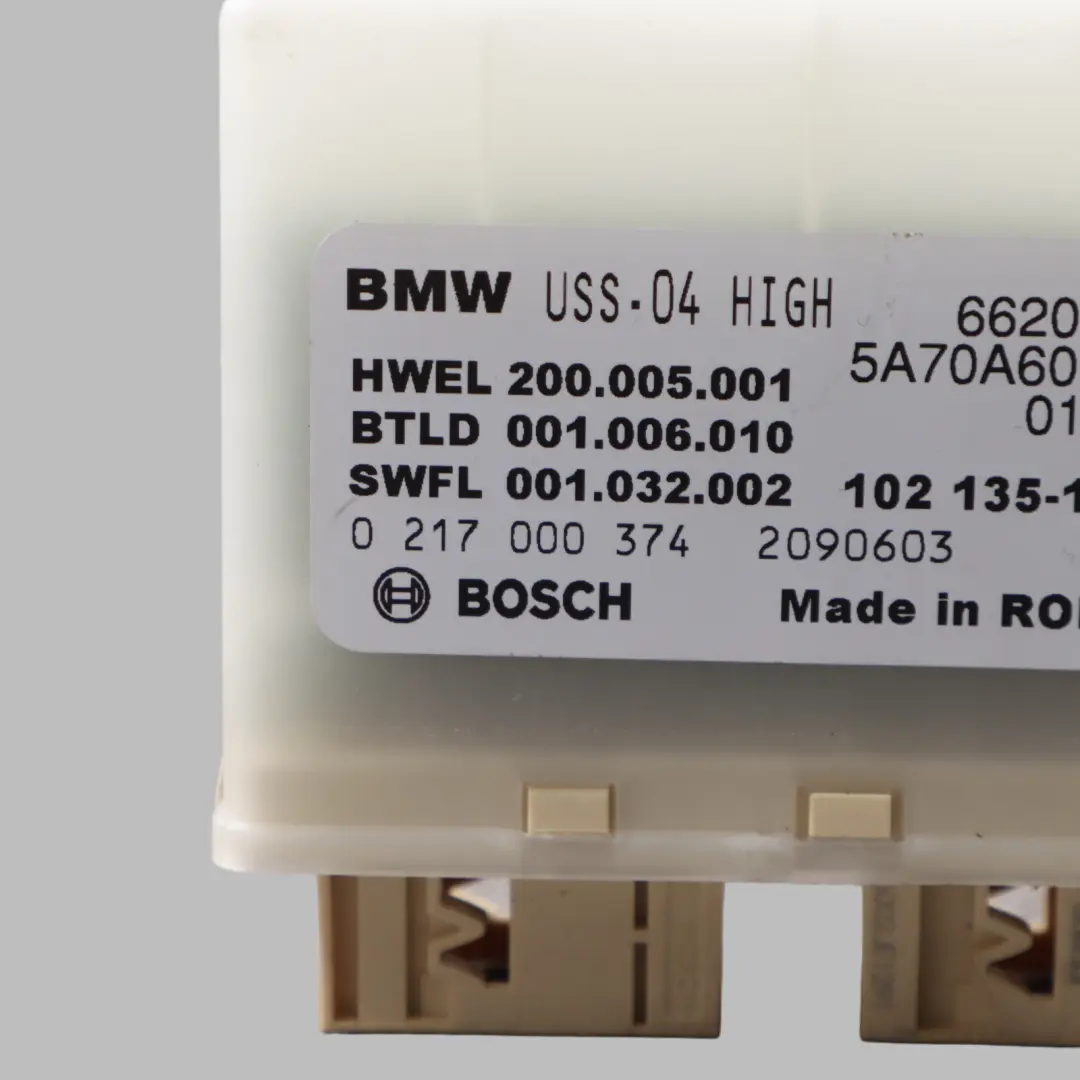 BMW USS.04 HIGH 6620
HWEL 200.005.001 5A70A60
BTLD 001.006.010 01
SWFL 001.032.002 102 135-1
0 217 000 374 2090603
BOSCH Made in